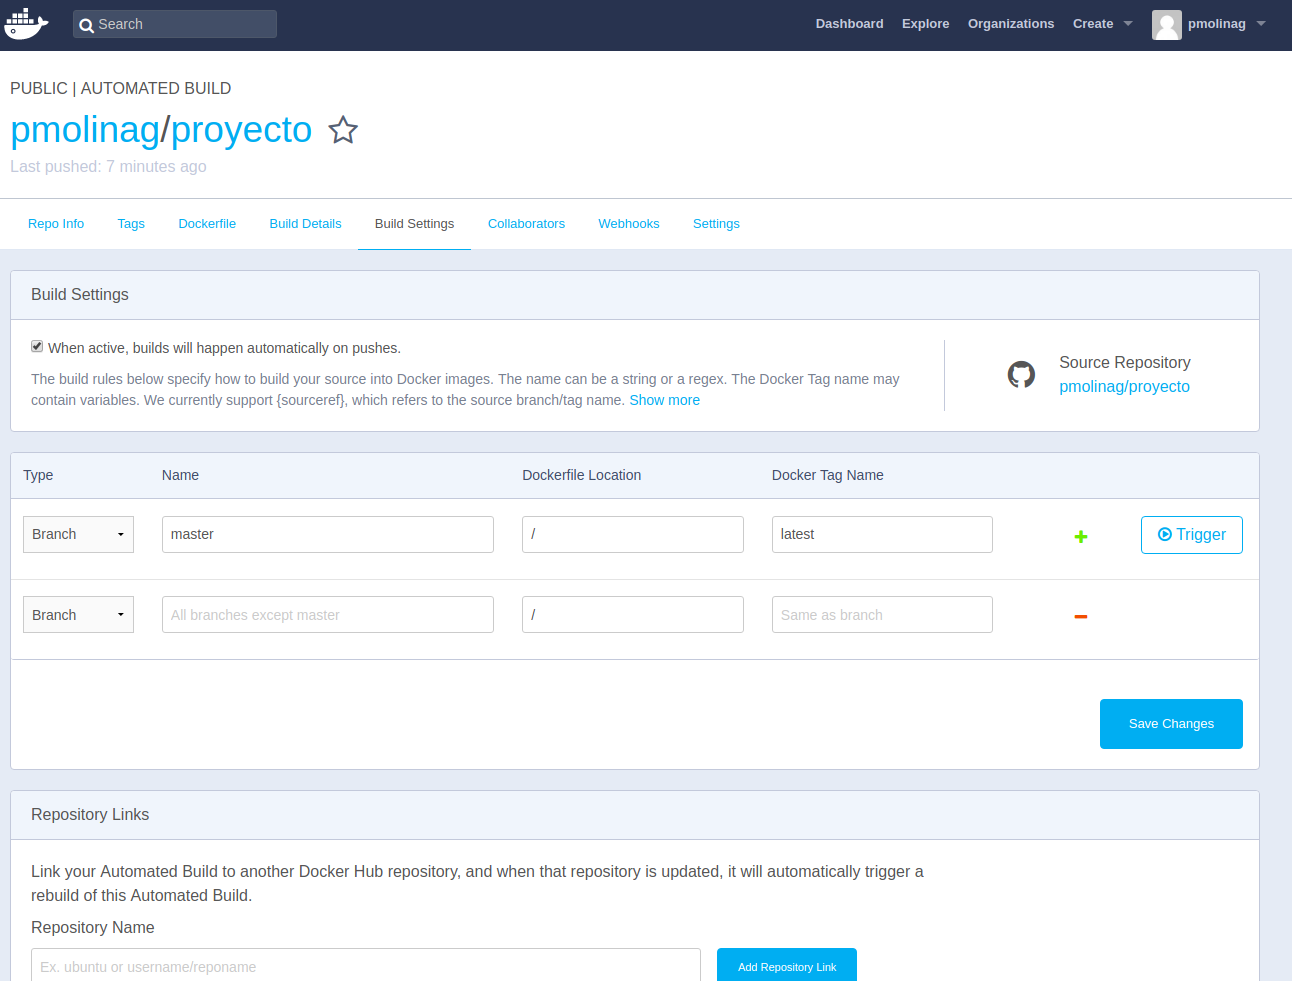 Search
Dashboard Explore Organizations Create pmolinag
PUBLIC | AUTOMATED BUILD
pmolinag/proyecto
Last pushed: 7 minutes ago
Repo Info Tags Dockerfile Build Details Build Settings Collaborators Webhooks Settings
Build Settings
When active, builds will happen automatically on pushes.
The build rules below specify how to build your source into Docker images. The name can be a string or a regex. The Docker Tag name may
contain variables. We currently support {sourceref}, which refers to the source branch/tag name. Show more
Source Repository
pmolinag/proyecto
Type Name Dockerfile Location Docker Tag Name
Branch master / latest Trigger
Branch All branches except master / Same as branch
Save Changes
Repository Links
Link your Automated Build to another Docker Hub repository, and when that repository is updated, it will automatically trigger a
rebuild of this Automated Build.
Repository Name
Ex. ubuntu or username/reponame Add Repository Link